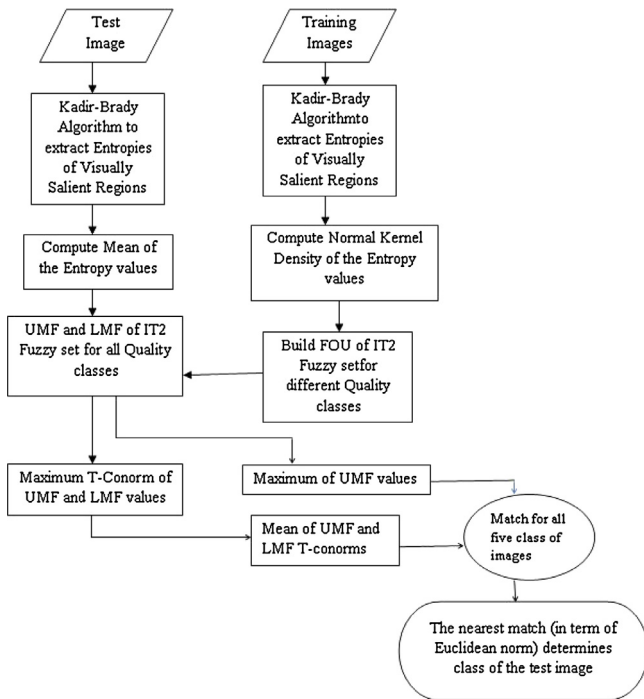 Test
Image
Training
Images
Kadir-Brady
Algorithm to
extract Entropies
of Visually
Salient Regions
Kadir-Brady
Algorithmto
extract Entropies
of Visually
Salient Regions
Compute Mean of
the Entropy values
Compute Normal Kernel
Density of the Entropy
values
UMF and LMF of IT2
Fuzzy set for all Quality
classes
Build FOU of IT2
Fuzzy setfor
different Quality
classes
Maximum T-Conorm of
UMF and LMF values
Maximum of UMF values
Mean of UMF and
LMF T-conorms
Match for all
five class of
images
The nearest match (in term of
Euclidean norm) determines
class of the test image